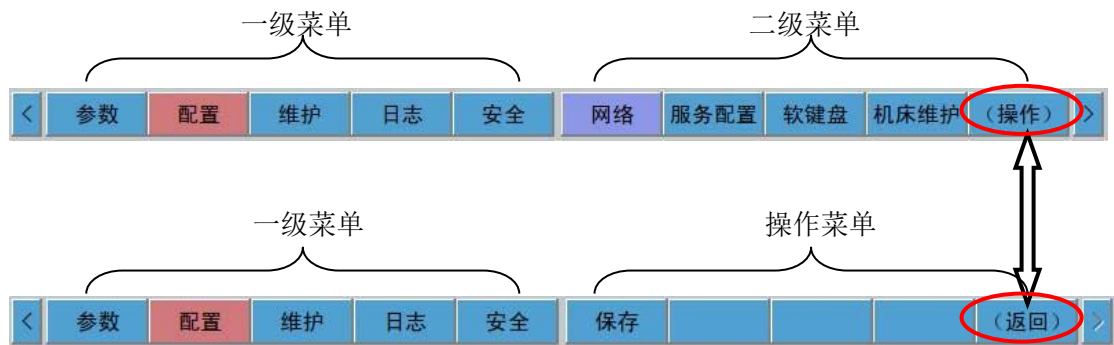 一级菜单 二级菜单
< 参数 配置 维护 日志 安全 网络 服务配置 软键盘 机床维护 (操作) >
一级菜单 操作菜单
< 参数 配置 维护 日志 安全 保存 (返回) >